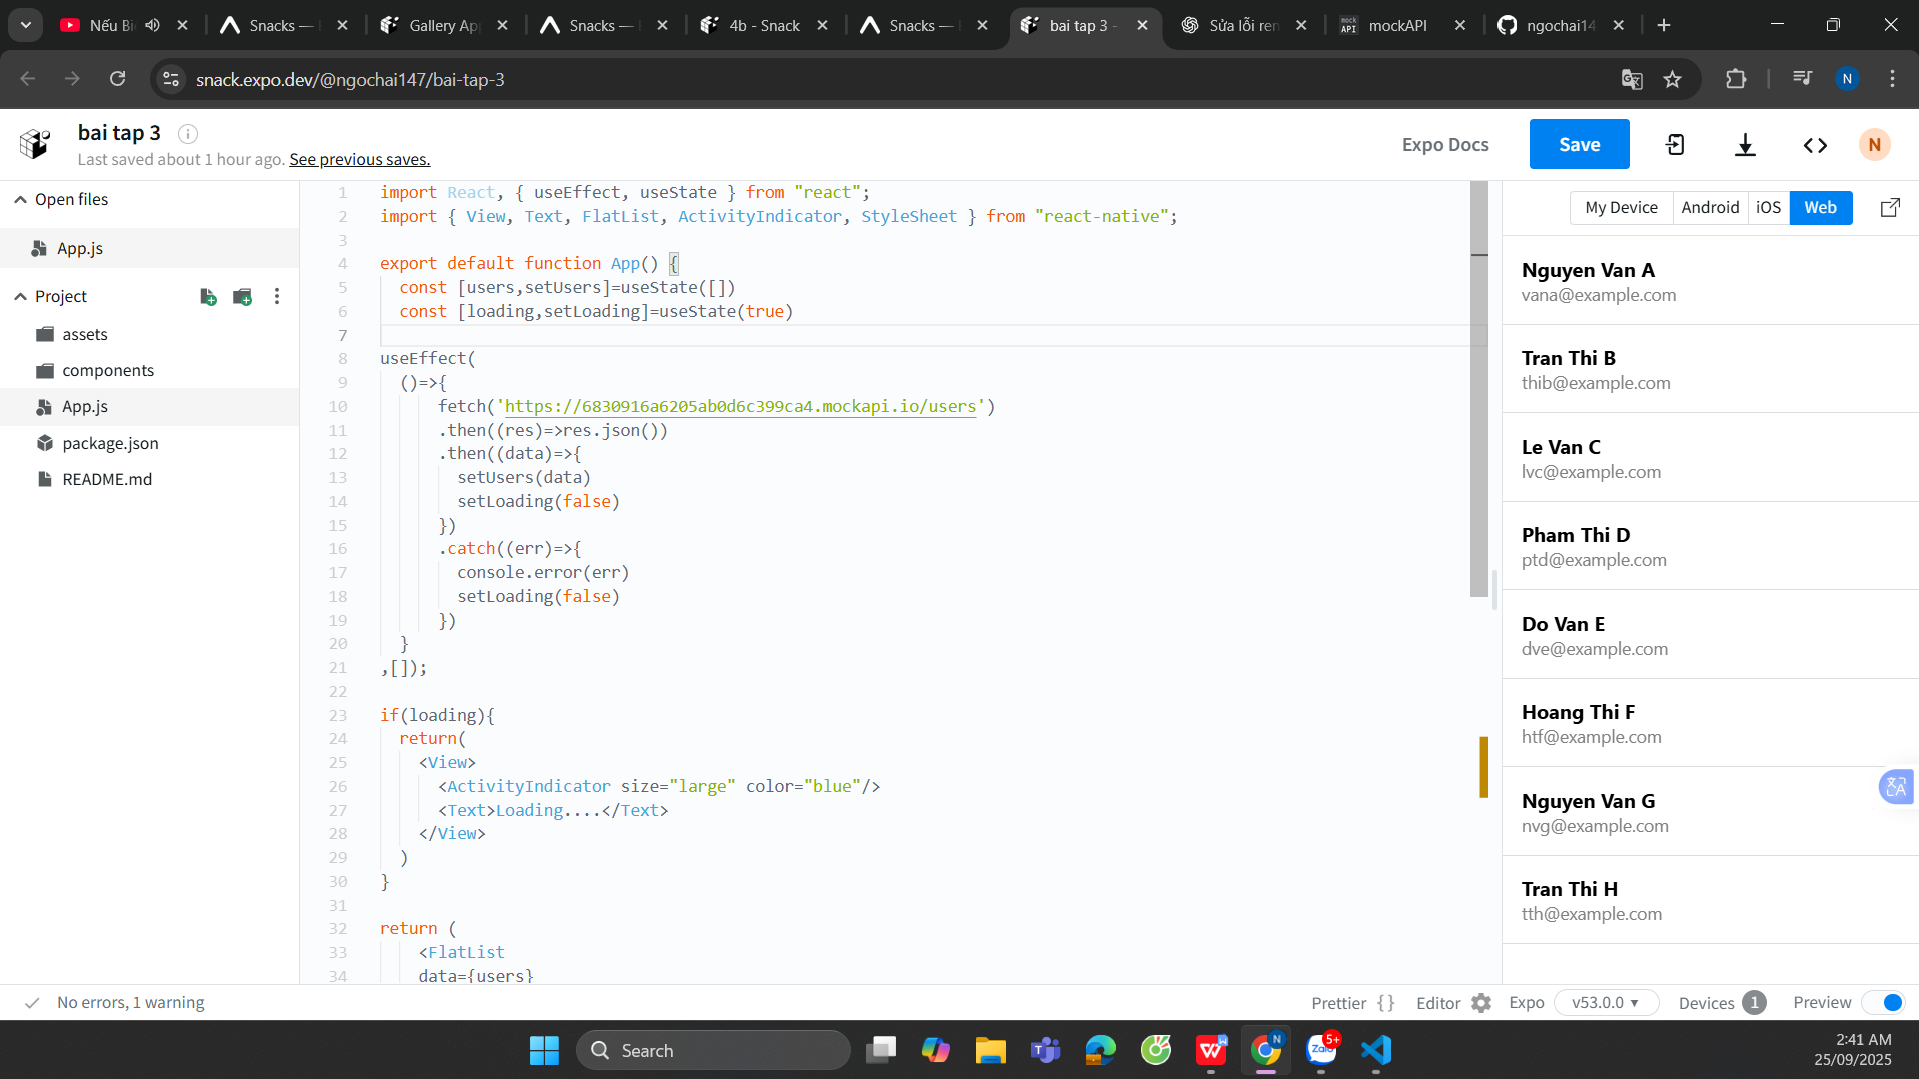 Nếu Bi
Snacks —
Gallery Ap
Snacks —
4b - Snack
Snacks —
bai tap 3 -
Sửa lỗi ren
mock
API
mockAPI
ngochai14
snack.expo.dev/@ngochai147/bai-tap-3
N
bai tap 3
Last saved about 1 hour ago. See previous saves.
Expo Docs
Save
N
Open files
App.js
Project
assets
components
App.js
package.json
README.md
1 import React, { useEffect, useState } from "react";
2 import { View, Text, FlatList, ActivityIndicator, StyleSheet } from "react-native";
3
4 export default function App() {
5 const [users,setUsers]=useState([])
6 const [loading,setLoading]=useState(true)
7
8 useEffect(
9 ()=>{
10 fetch('https://6830916a6205ab0d6c399ca4.mockapi.io/users')
11 .then((res)=>res.json())
12 .then((data)=>{
13 setUsers(data)
14 setLoading(false)
15 })
16 .catch((err)=>{
17 console.error(err)
18 setLoading(false)
19 })
20 }
21 ,[]);
22
23 if(loading){
24 return(
25 <View>
26 <ActivityIndicator size="large" color="blue"/>
27 <Text>Loading....</Text>
28 </View>
29 )
30 }
31
32 return (
33 <FlatList
34 data={users}
My Device
Android
iOS
Web
Nguyen Van A
vana@example.com
Tran Thi B
thib@example.com
Le Van C
lvc@example.com
Pham Thi D
ptd@example.com
Do Van E
dve@example.com
Hoang Thi F
htf@example.com
Nguyen Van G
nvg@example.com
Tran Thi H
tth@example.com
No errors, 1 warning
Prettier { }
Editor
Expo
v53.0.0
Devices 1
Preview
Search
N
Zalo
5+
2:41 AM
25/09/2025